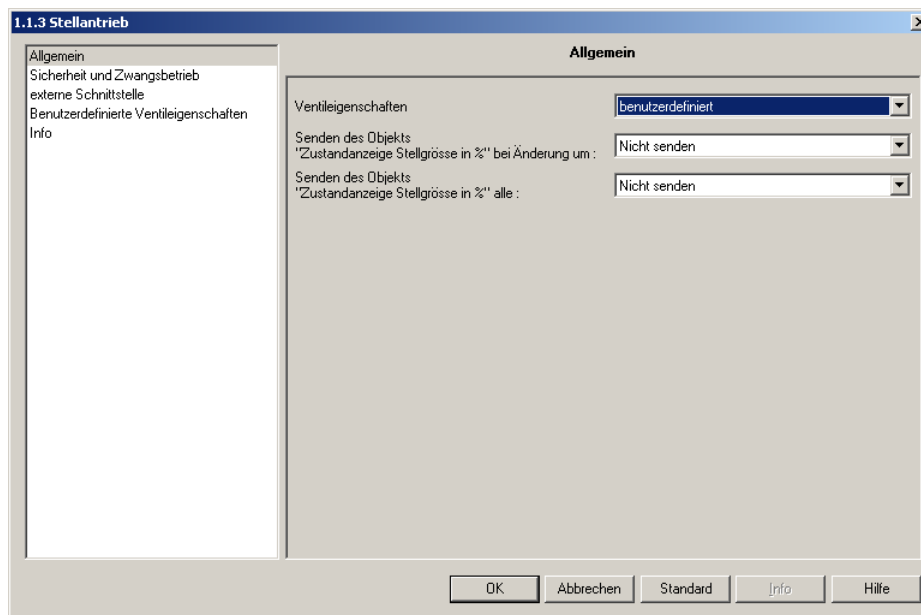 1.1.3 Stellantrieb
Allgemein
Sicherheit und Zwangsbetrieb
externe Schnittstelle
Benutzerdefinierte Ventileigenschaften
Info
Allgemein
Ventileigenschaften
benutzerdefiniert
Senden des Objekts
"Zustandanzeige Stellgrösse in %" bei Änderung um :
Nicht senden
Senden des Objekts
"Zustandanzeige Stellgrösse in %" alle :
Nicht senden
OK
Abbrechen
Standard
Info
Hilfe